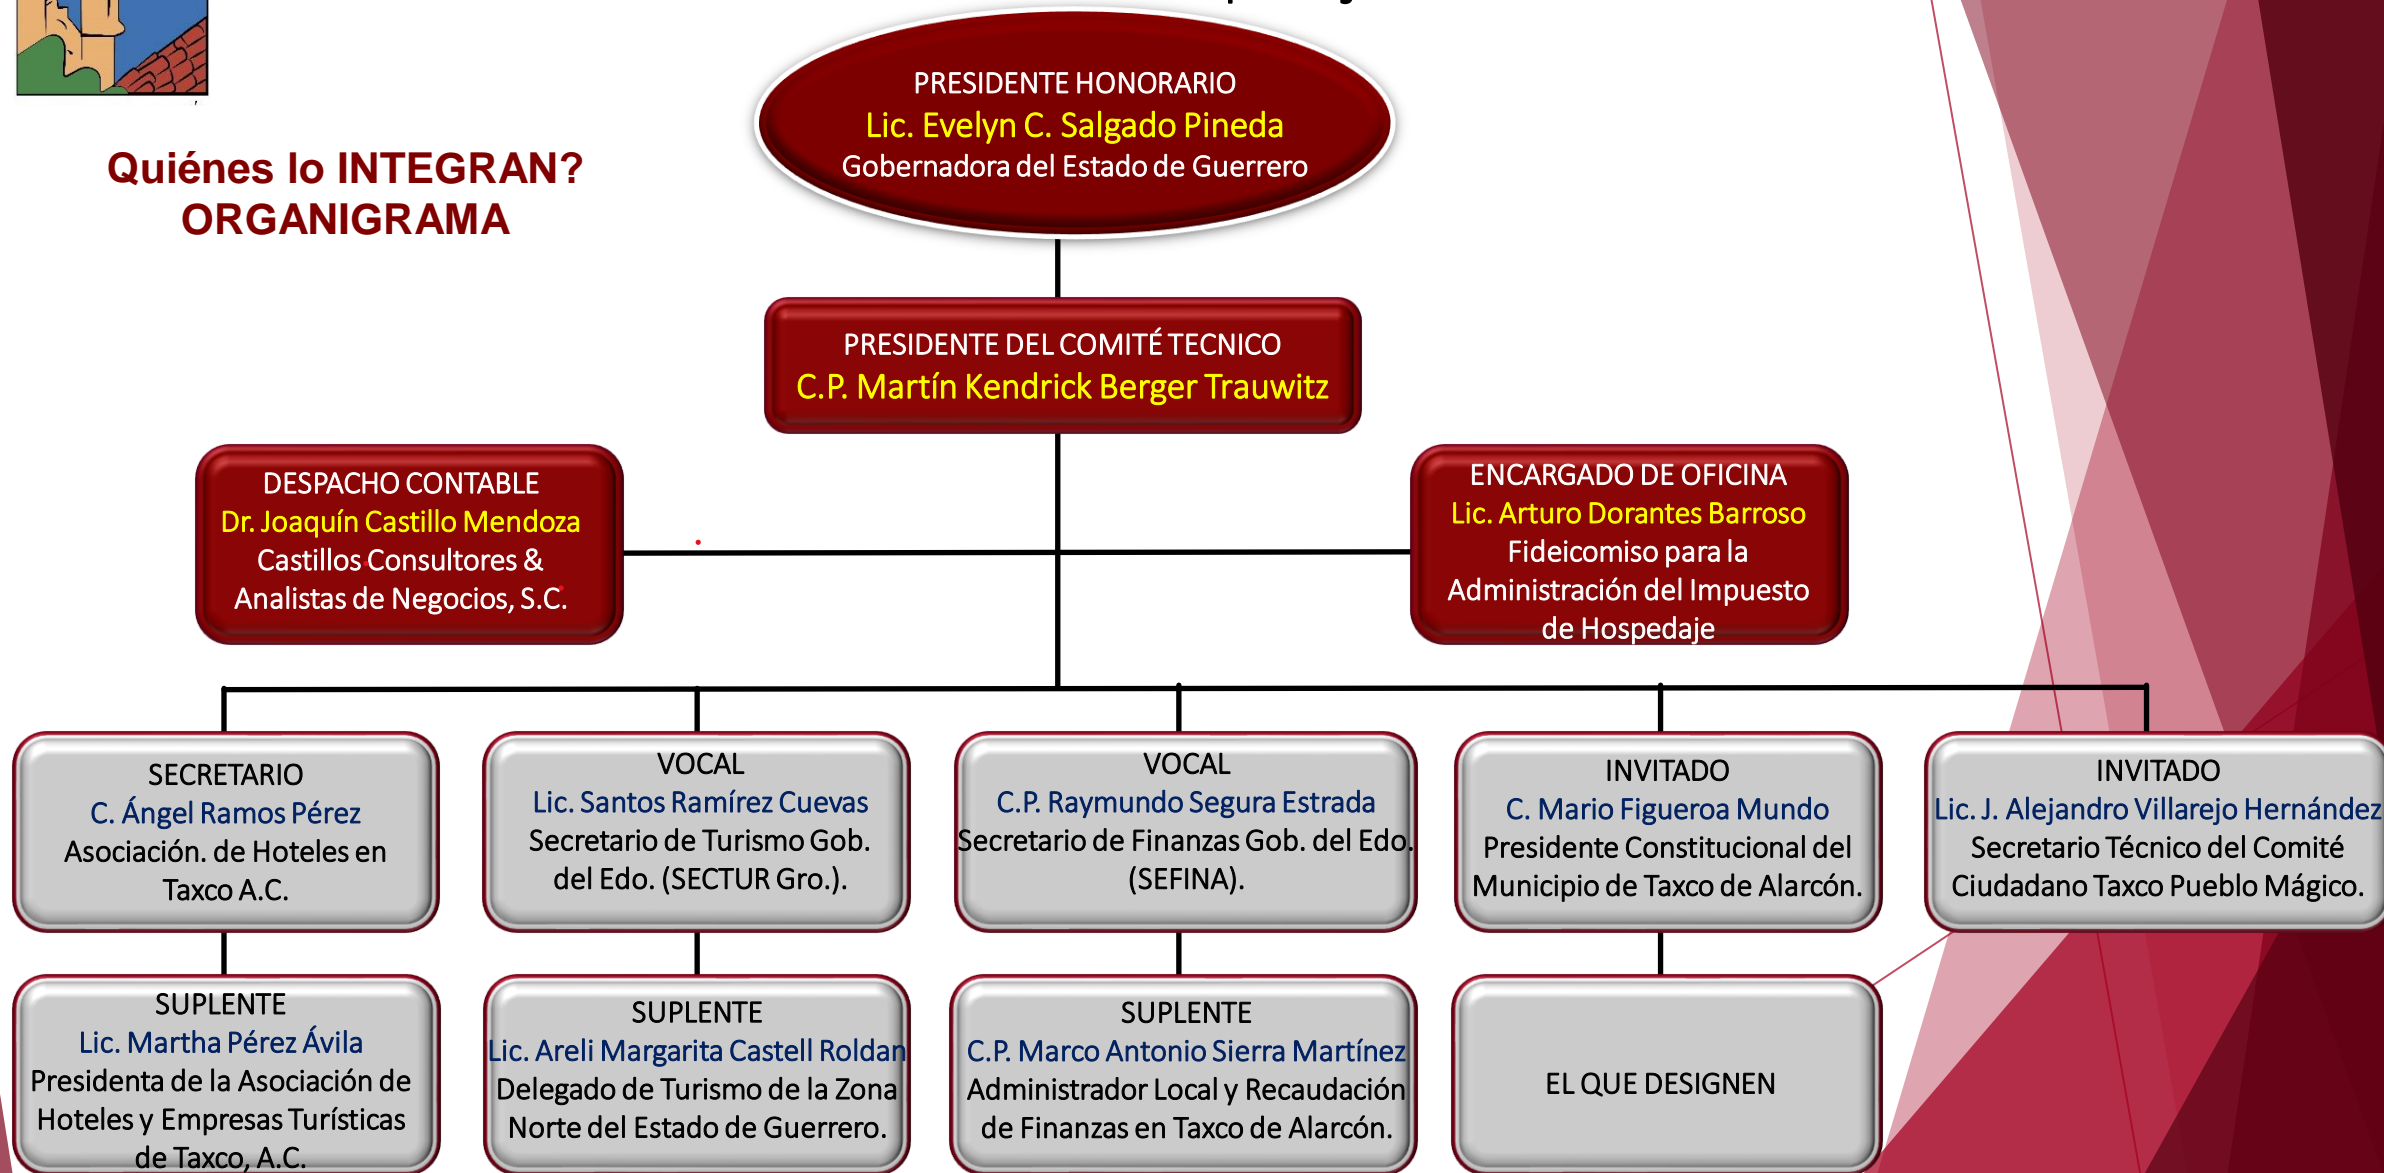 Quiénes lo INTEGRAN?
ORGANIGRAMA
PRESIDENTE HONORARIO
Lic. Evelyn C. Salgado Pineda
Gobernadora del Estado de Guerrero
PRESIDENTE DEL COMITÉ TECNICO
C.P. Martín Kendrick Berger Trauwitz
DESPACHO CONTABLE
Dr. Joaquín Castillo Mendoza
Castillos Consultores &
Analistas de Negocios, S.C.
ENCARGADO DE OFICINA
Lic. Arturo Dorantes Barroso
Fideicomiso para la
Administración del Impuesto
de Hospedaje
SECRETARIO
C. Ángel Ramos Pérez
Asociación. de Hoteles en
Taxco A.C.
VOCAL
Lic. Santos Ramírez Cuevas
Secretario de Turismo Gob.
del Edo. (SECTUR Gro.).
VOCAL
C.P. Raymundo Segura Estrada
Secretario de Finanzas Gob. del Edo.
(SEFINA).
INVITADO
C. Mario Figueroa Mundo
Presidente Constitucional del
Municipio de Taxco de Alarcón.
INVITADO
Lic. J. Alejandro Villarejo Hernández
Secretario Técnico del Comité
Ciudadano Taxco Pueblo Mágico.
SUPLENTE
Lic. Martha Pérez Ávila
Presidenta de la Asociación de
Hoteles y Empresas Turísticas
de Taxco, A.C.
SUPLENTE
Lic. Areli Margarita Castell Roldan
Delegado de Turismo de la Zona
Norte del Estado de Guerrero.
SUPLENTE
C.P. Marco Antonio Sierra Martínez
Administrador Local y Recaudación
de Finanzas en Taxco de Alarcón.
EL QUE DESIGNEN